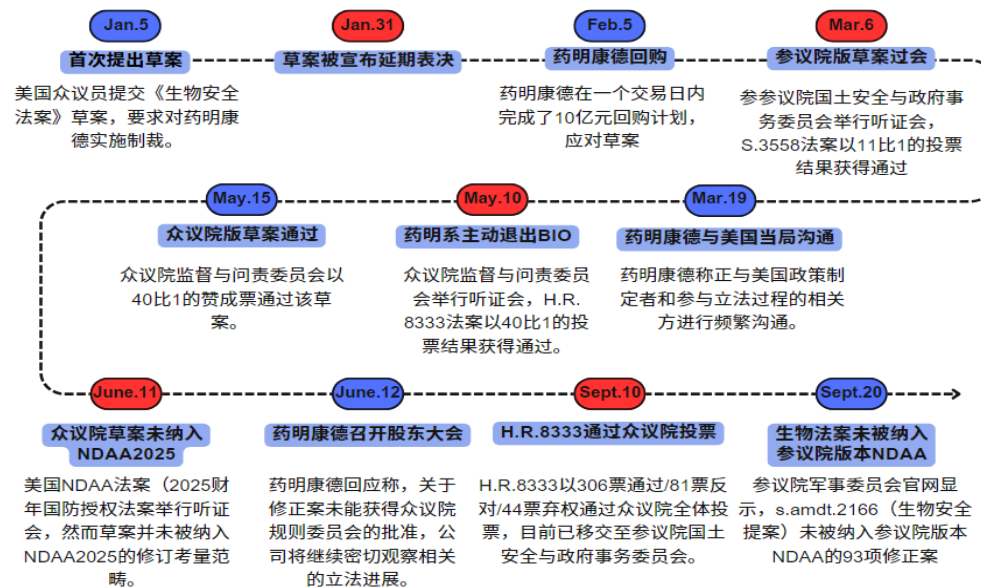 Jan.5
首次提出草案
美国众议员提交《生物安全
法案》草案，要求对药明康
德实施制裁。
Jan.31
草案被宣布延期表决
Feb.5
药明康德回购
药明康德在一个交易日内
完成了10亿元回购计划，
应对草案
Mar.6
参议院版草案过会
参参议院国土安全与政府事
务委员会举行听证会，
S.3558法案以11比1的投票
结果获得通过
Mar.19
药明康德与美国当局沟通
药明康德称正与美国政策制
定者和参与立法过程的相关
方进行频繁沟通。
May.10
药明系主动退出BIO
众议院监督与问责委员
会举行听证会，H.R.
8333法案以40比1的投
票结果获得通过。
May.15
众议院版草案通过
众议院监督与问责委员会以
40比1的赞成票通过该草
案。
June.11
众议院草案未纳入
NDAA2025
美国NDAA法案（2025财
年国防授权法案举行听证
会，然而草案并未被纳入
NDAA2025的修订考量范
畴。
June.12
药明康德召开股东大会
药明康德回应称，关于
修正案未能获得众议院
规则委员会的批准，公
司将继续密切观察相关
的立法进展。
Sept.10
H.R.8333通过众议院投票
H.R.8333以306票通过/81票反
对/44票弃权通过众议院全体投
票，目前已移交至参议院国土
安全与政府事务委员会。
Sept.20
生物法案未被纳入
参议院版本NDAA
参议院军事委员会官网显
示，s.amdt.2166（生物安全
提案）未被纳入参议院版本
NDAA的93项修正案